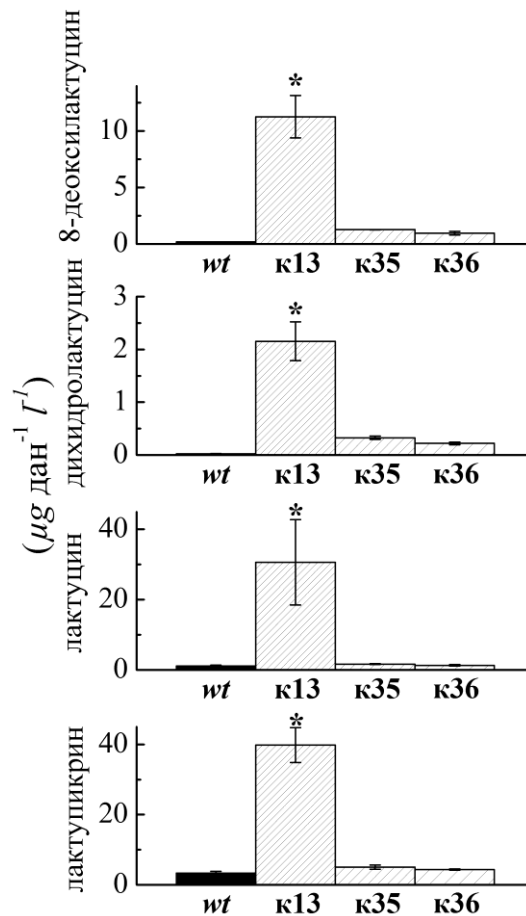 (µg дан⁻¹ l⁻¹)
8-деоксилактуцин
10
5
0
*
wt к13 к35 к36
дихидролактуцин
3
2
1
0
*
wt к13 к35 к36
лактуцин
40
20
0
*
wt к13 к35 к36
лактупикрин
40
20
0
*
wt к13 к35 к36